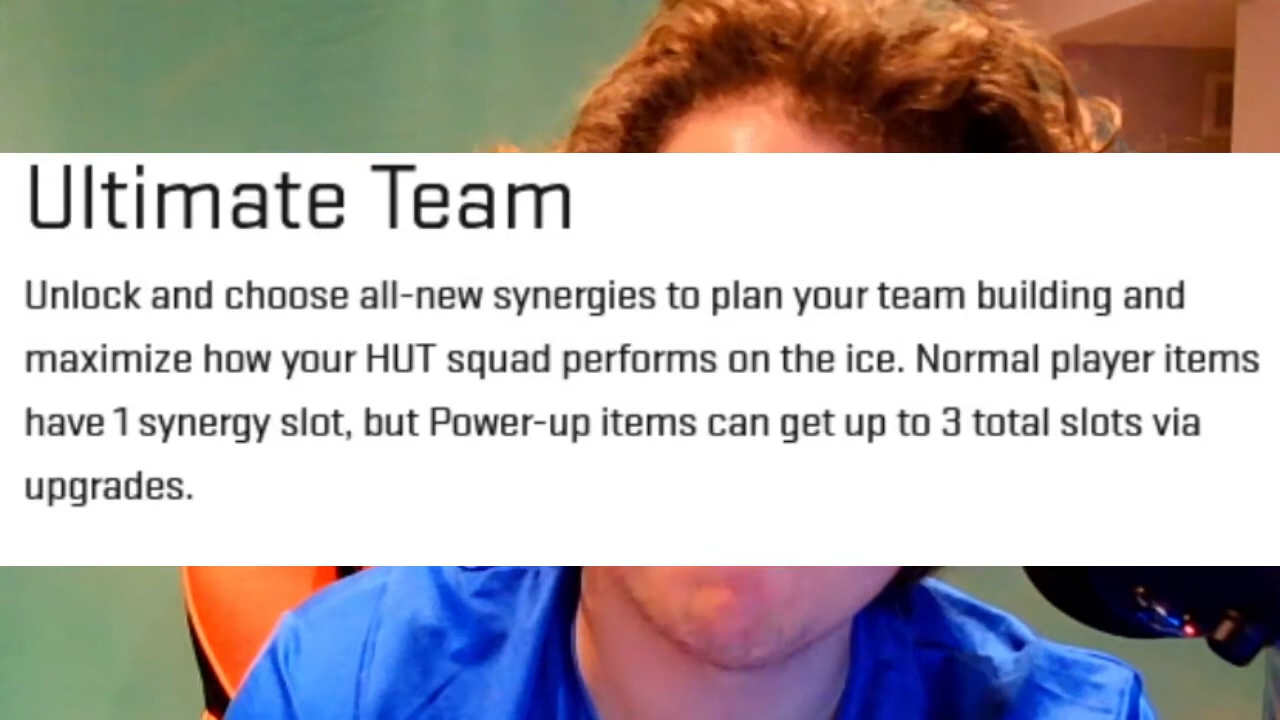 Ultimate Team
Unlock and choose all-new synergies to plan your team building and
maximize how your HUT squad performs on the ice. Normal player items
have 1 synergy slot, but Power-up items can get up to 3 total slots via
upgrades.